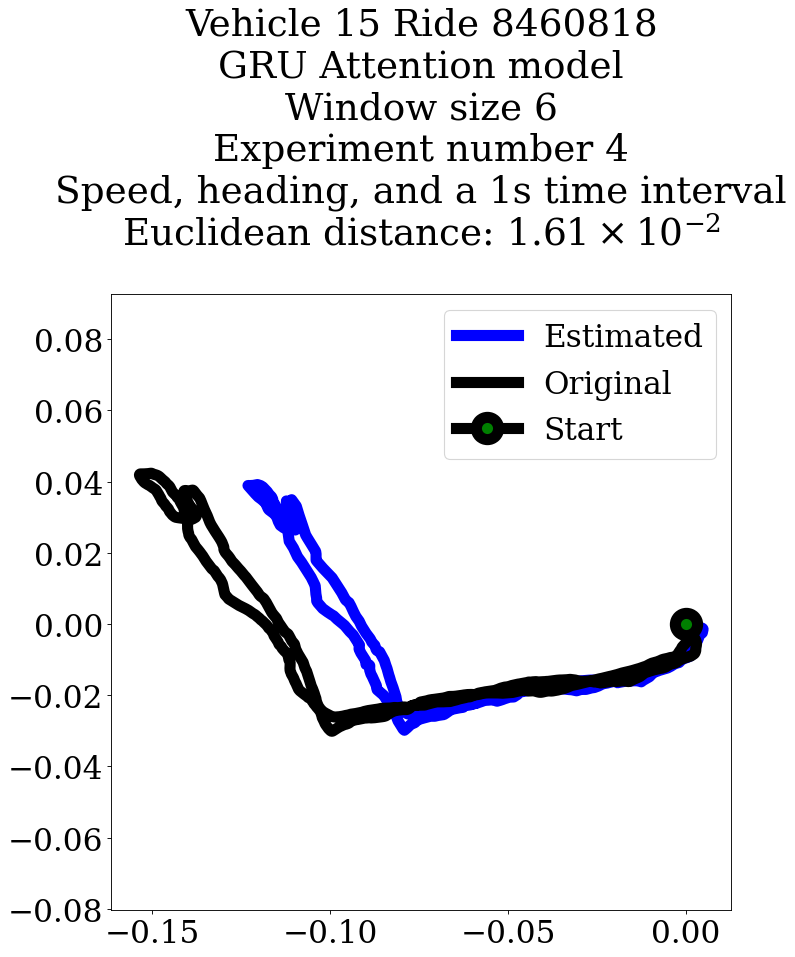 Vehicle 15 Ride 8460818
GRU Attention model
Window size 6
Experiment number 4
Speed, heading, and a 1s time interval
Euclidean distance: 1.61 × 10⁻²
Estimated
Original
Start
0.08
0.06
0.04
0.02
0.00
−0.02
−0.04
−0.06
−0.08
−0.15 −0.10 −0.05 0.00